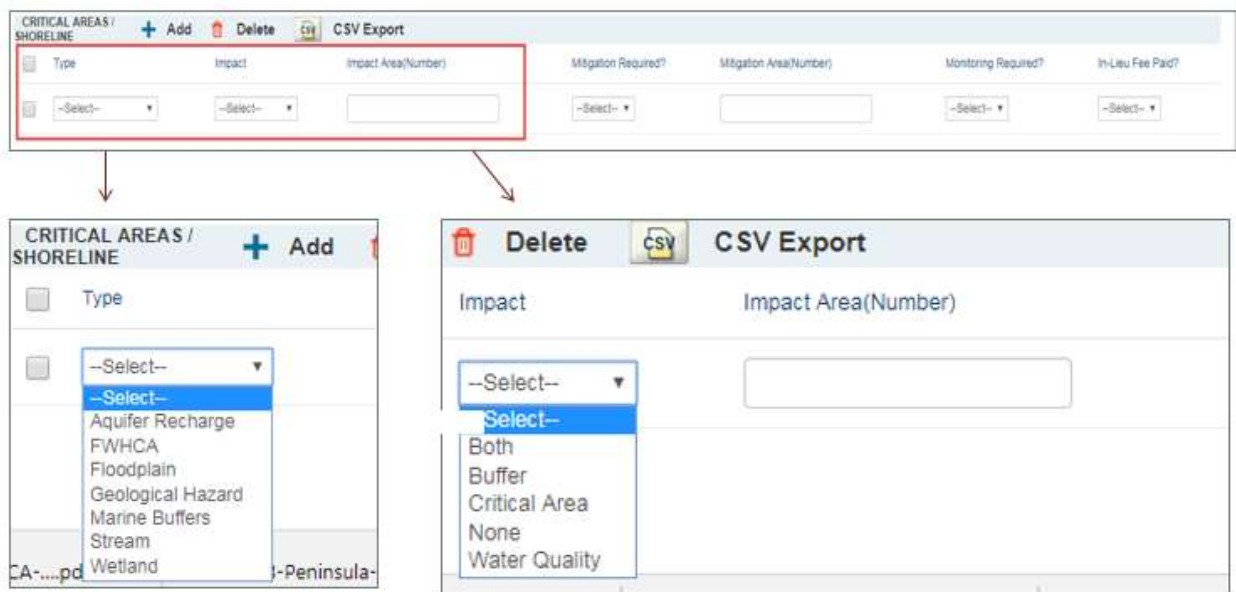 CRITICAL AREAS /
SHORELINE
Add Delete CSV CSV Export
Type Impact Impact Area(Number) Mitigation Required? Mitigation Area(Number) Monitoring Required? In-Lieu Fee Paid?
--Select-- --Select-- --Select-- --Select-- --Select--
CRITICAL AREAS /
SHORELINE
Add
Type
--Select--
--Select--
Aquifer Recharge
FWHCA
Floodplain
Geological Hazard
Marine Buffers
Stream
Wetland
CA-....pd
-Peninsula-
Delete CSV CSV Export
Impact Impact Area(Number)
--Select--
Select--
Both
Buffer
Critical Area
None
Water Quality